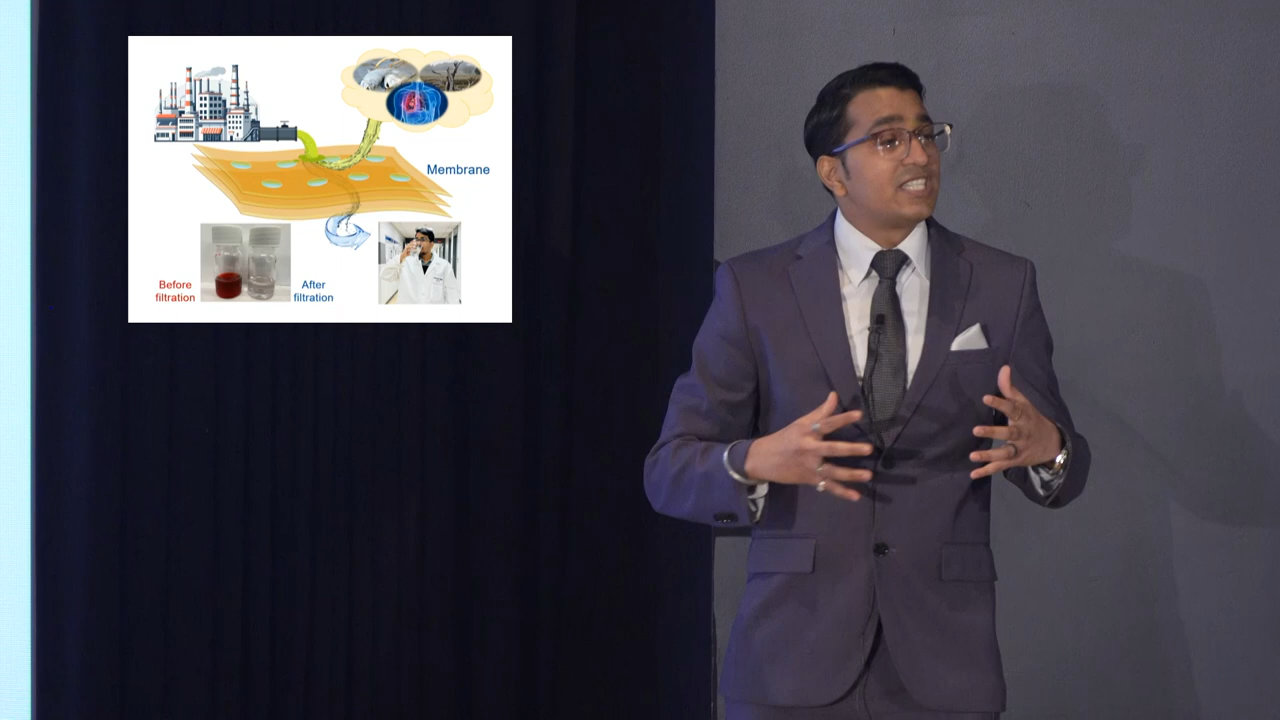 Membrane
Before
filtration
After
filtration